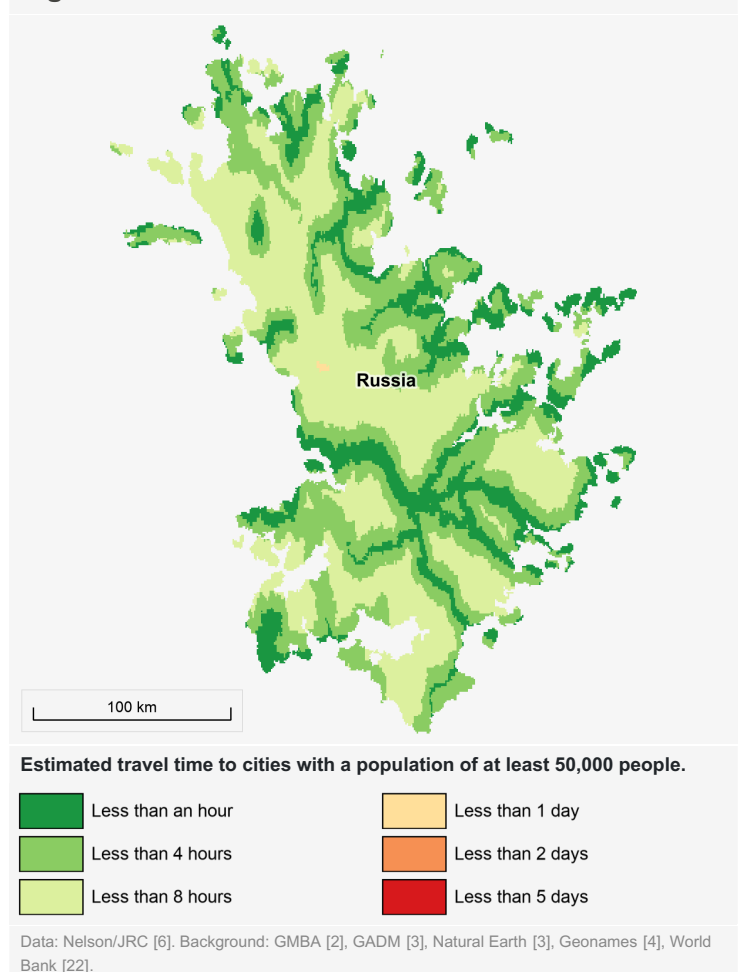 Russia
100 km
Estimated travel time to cities with a population of at least 50,000 people.
Less than an hour
Less than 1 day
Less than 4 hours
Less than 2 days
Less than 8 hours
Less than 5 days
Data: Nelson/JRC [6]. Background: GMBA [2], GADM [3], Natural Earth [3], Geonames [4], World
Bank [22].